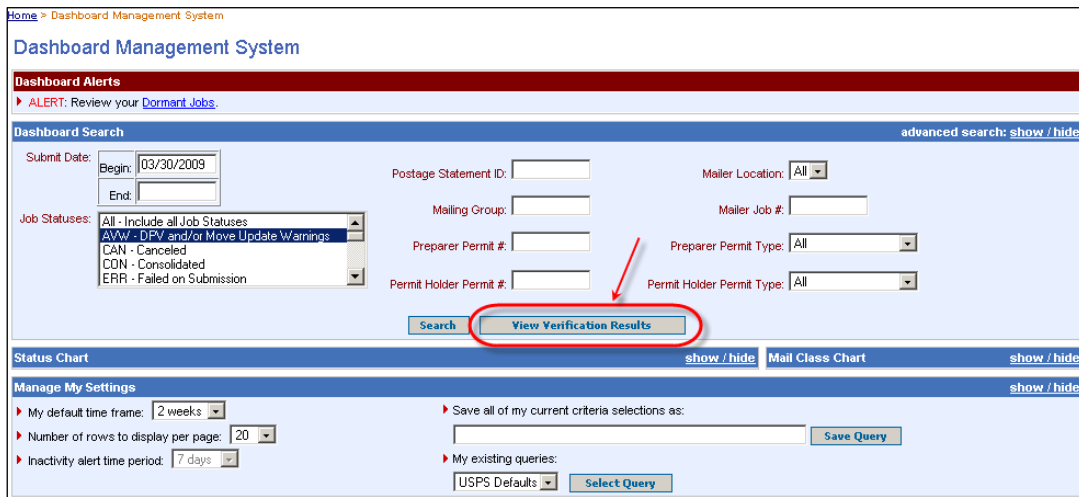 Home > Dashboard Management System
Dashboard Management System
Dashboard Alerts
ALERT: Review your Dormant Jobs.
Dashboard Search advanced search: show / hide
Submit Date: Begin: 03/30/2009
End:
Job Statuses: All - Include all Job Statuses
AVW - DPV and/or Move Update Warnings
CAN - Canceled
CON - Consolidated
ERR - Failed on Submission
Postage Statement ID: Mailer Location: All
Mailing Group: Mailer Job #:
Preparer Permit #: Preparer Permit Type: All
Permit Holder Permit #: Permit Holder Permit Type: All
Search View Verification Results
Status Chart show / hide Mail Class Chart show / hide
Manage My Settings show / hide
My default time frame: 2 weeks
Number of rows to display per page: 20
Inactivity alert time period: 7 days
Save all of my current criteria selections as:
Save Query
My existing queries:
USPS Defaults Select Query